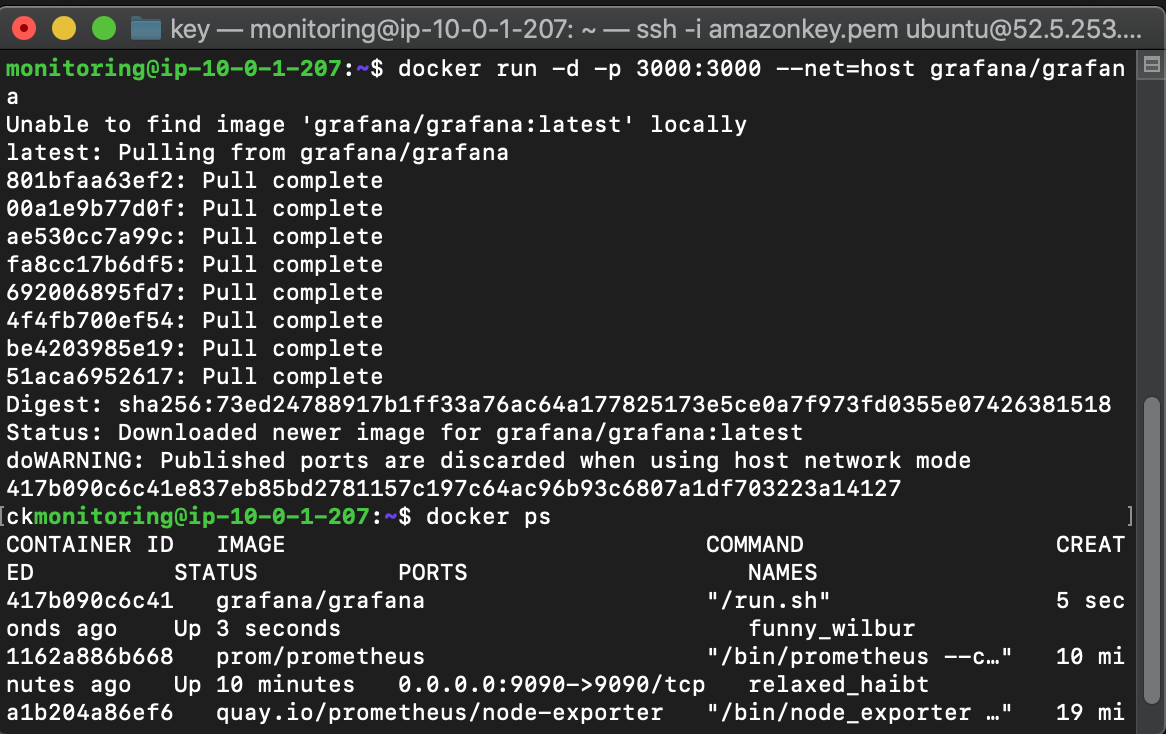 key — monitoring@ip-10-0-1-207: ~ — ssh -i amazonkey.pem ubuntu@52.5.253....
monitoring@ip-10-0-1-207:~$ docker run -d -p 3000:3000 --net=host grafana/grafan
a
Unable to find image 'grafana/grafana:latest' locally
latest: Pulling from grafana/grafana
801bfaa63ef2: Pull complete
00a1e9b77d0f: Pull complete
ae530cc7a99c: Pull complete
fa8cc17b6df5: Pull complete
692006895fd7: Pull complete
4f4fb700ef54: Pull complete
be4203985e19: Pull complete
51aca6952617: Pull complete
Digest: sha256:73ed24788917b1ff33a76ac64a177825173e5ce0a7f973fd0355e07426381518
Status: Downloaded newer image for grafana/grafana:latest
doWARNING: Published ports are discarded when using host network mode
417b090c6c41e837eb85bd2781157c197c64ac96b93c6807a1df703223a14127
[ckmonitoring@ip-10-0-1-207:~$ docker ps ]
CONTAINER ID   IMAGE                              COMMAND                  CREAT
ED          STATUS          PORTS                    NAMES
417b090c6c41   grafana/grafana                    "/run.sh"                5 sec
onds ago    Up 3 seconds                             funny_wilbur
1162a886b668   prom/prometheus                    "/bin/prometheus --c…"   10 mi
nutes ago   Up 10 minutes   0.0.0.0:9090->9090/tcp   relaxed_haibt
a1b204a86ef6   quay.io/prometheus/node-exporter   "/bin/node_exporter …"   19 mi